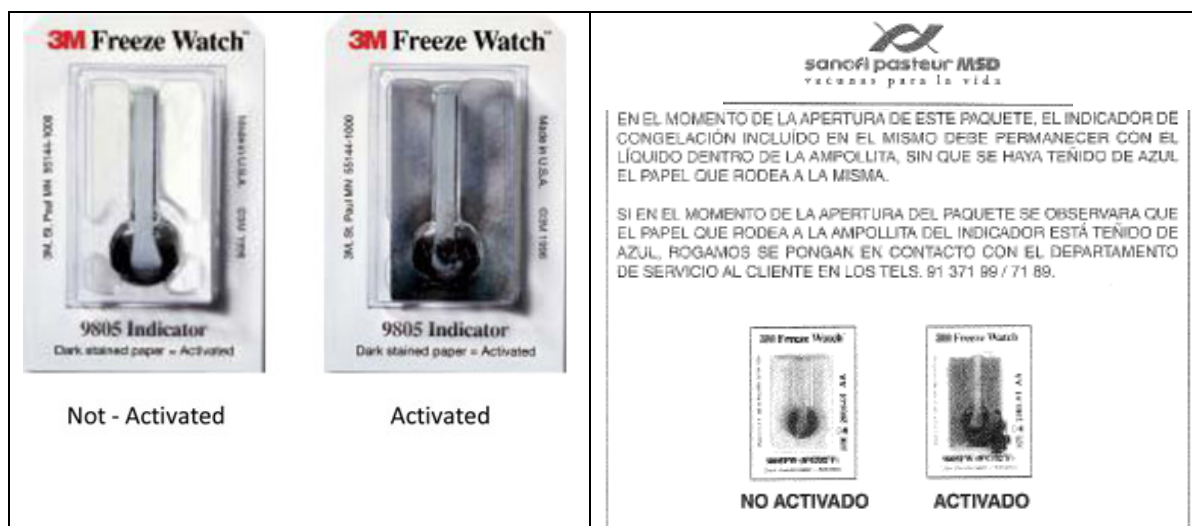 3M Freeze Watch™
3M, St. Paul MN 55144-1000
Made in U.S.A.
9805 Indicator
Dark stained paper = Activated
Not - Activated
3M Freeze Watch™
3M, St. Paul MN 55144-1000
Made in U.S.A. ©3M 1996
9805 Indicator
Dark stained paper = Activated
Activated
sanofi pasteur MSD
vacunas para la vida
EN EL MOMENTO DE LA APERTURA DE ESTE PAQUETE, EL INDICADOR DE
CONGELACIÓN INCLUÍDO EN EL MISMO DEBE PERMANECER CON EL
LÍQUIDO DENTRO DE LA AMPOLLITA, SIN QUE SE HAYA TEÑIDO DE AZUL
EL PAPEL QUE RODEA A LA MISMA.
SI EN EL MOMENTO DE LA APERTURA DEL PAQUETE SE OBSERVARA QUE
EL PAPEL QUE RODEA A LA AMPOLLITA DEL INDICADOR ESTÁ TEÑIDO DE
AZUL, ROGAMOS SE PONGAN EN CONTACTO CON EL DEPARTAMENTO
DE SERVICIO AL CLIENTE EN LOS TELS. 91 371 99 / 71 89.
3M Freeze Watch
NO ACTIVADO
3M Freeze Watch
ACTIVADO